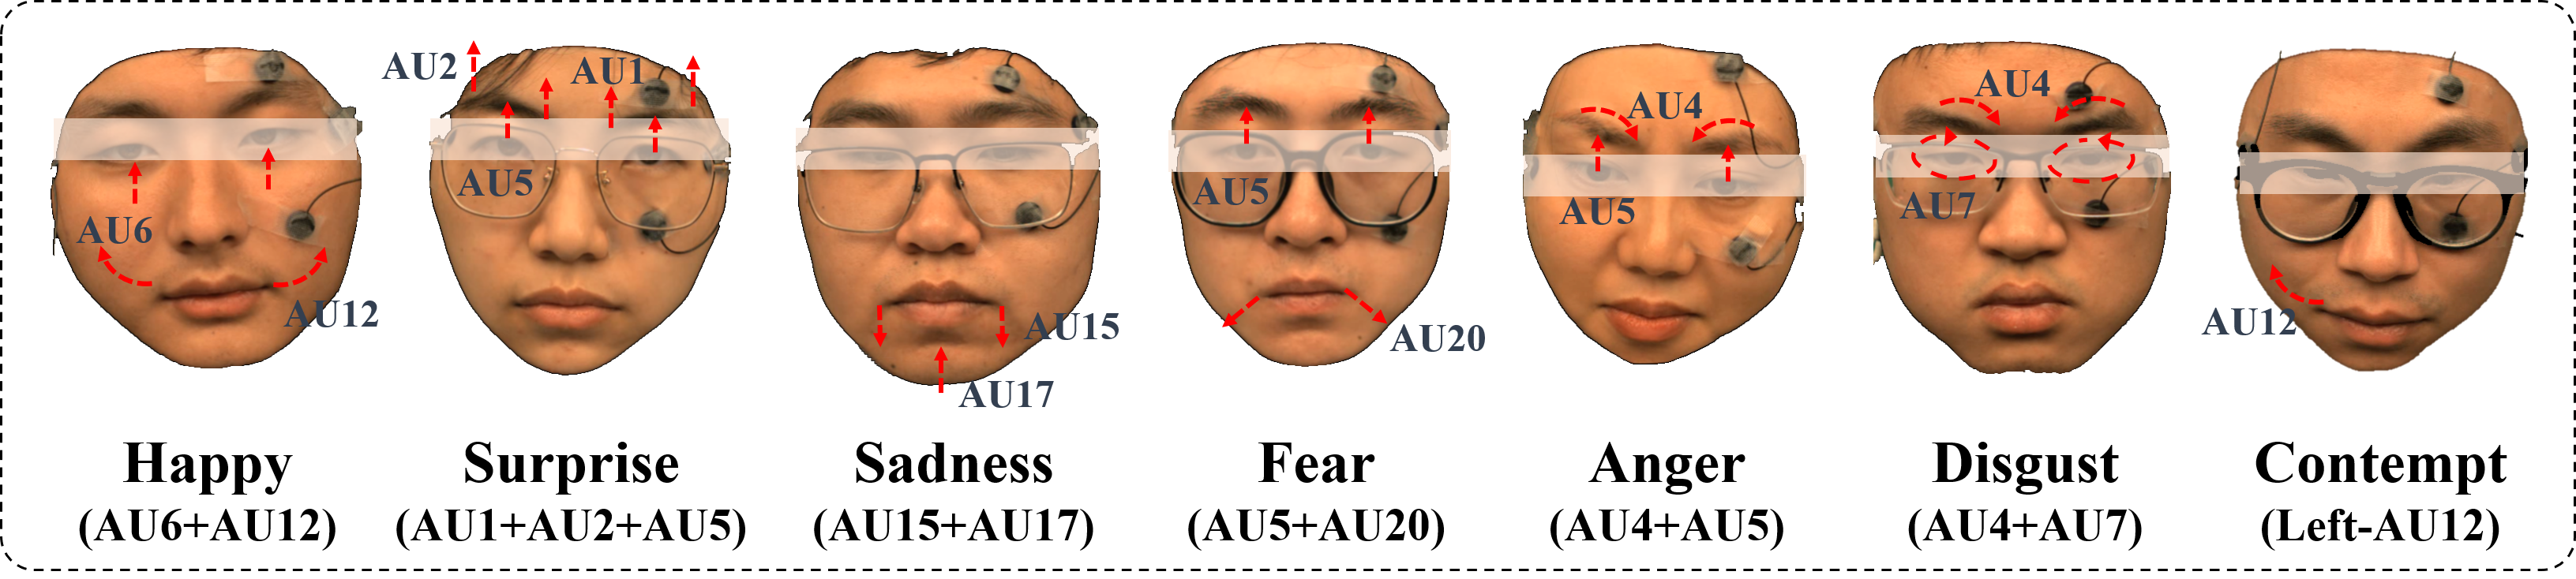 AU6
AU12
Happy
(AU6+AU12)
AU2
AU1
AU5
Surprise
(AU1+AU2+AU5)
AU15
AU17
Sadness
(AU15+AU17)
AU5
AU20
Fear
(AU5+AU20)
AU4
AU5
Anger
(AU4+AU5)
AU4
AU7
Disgust
(AU4+AU7)
AU12
Contempt
(Left-AU12)